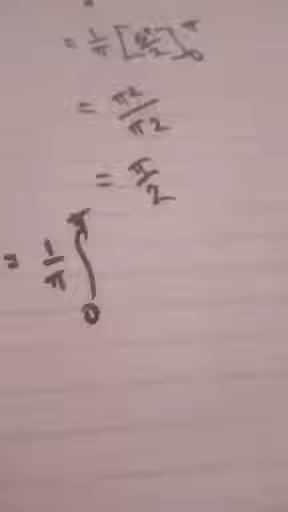 = 1/π [x²/2]₀^π
= π²/π2
= π/2
= 1/π ∫₀^π